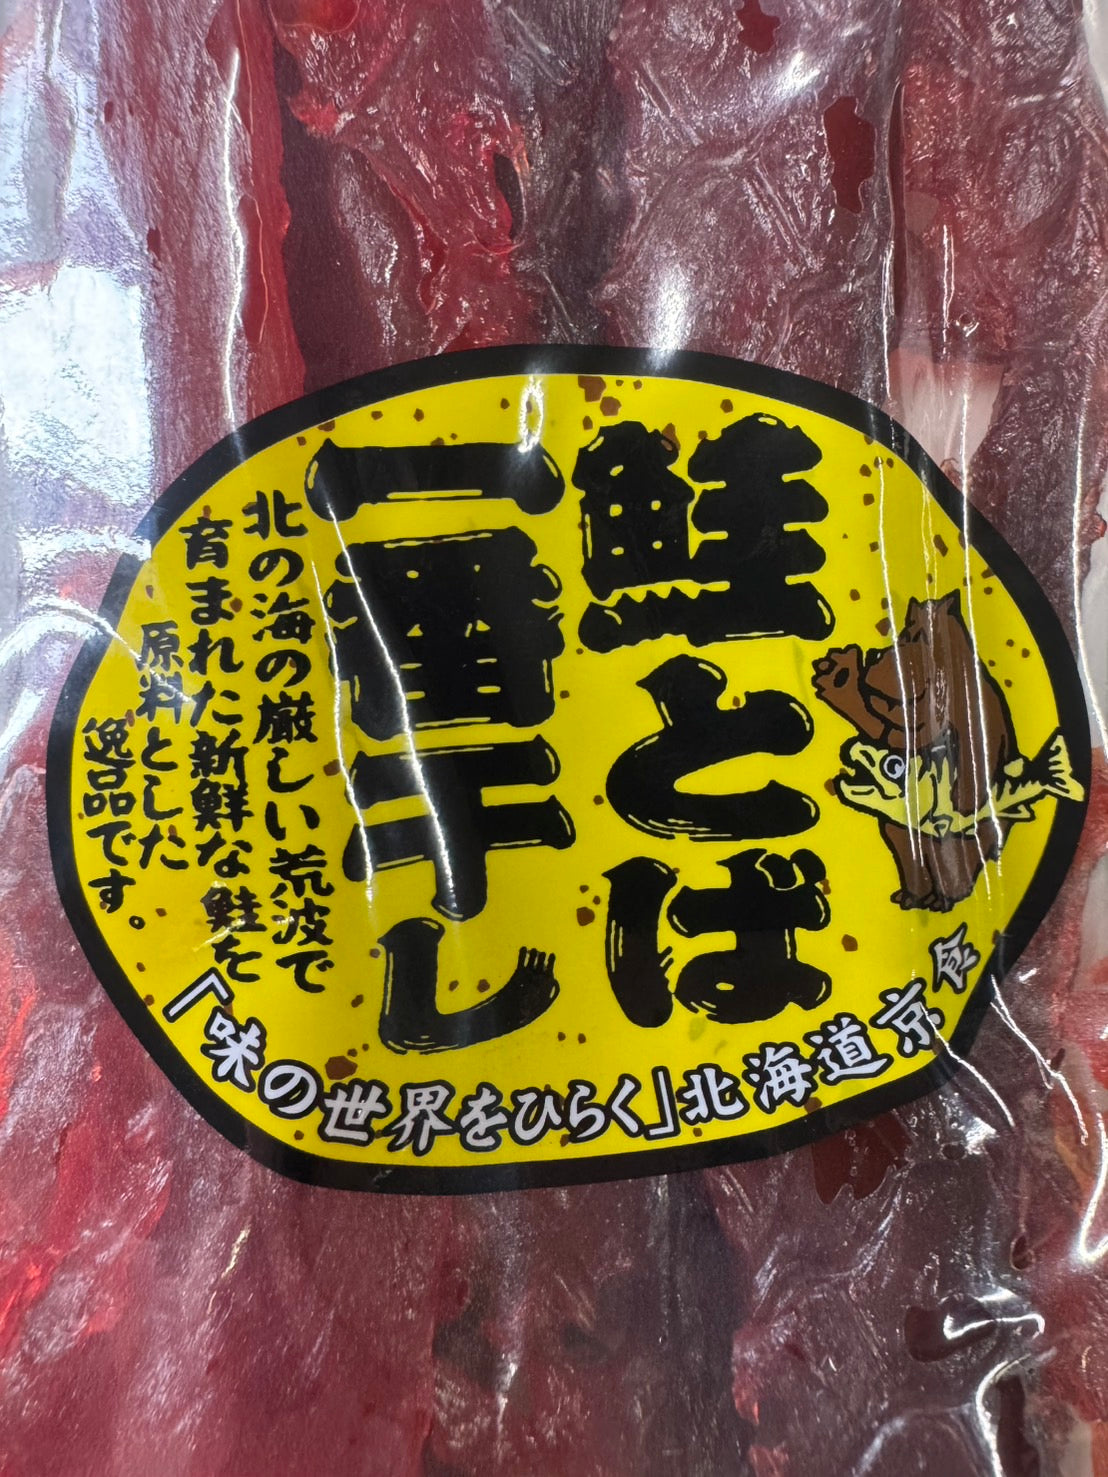 鮭とば
一番干し
北の海の厳しい荒波で
育まれた新鮮な鮭を
原料とした
逸品です。
「味の世界をひらく」北海道京食